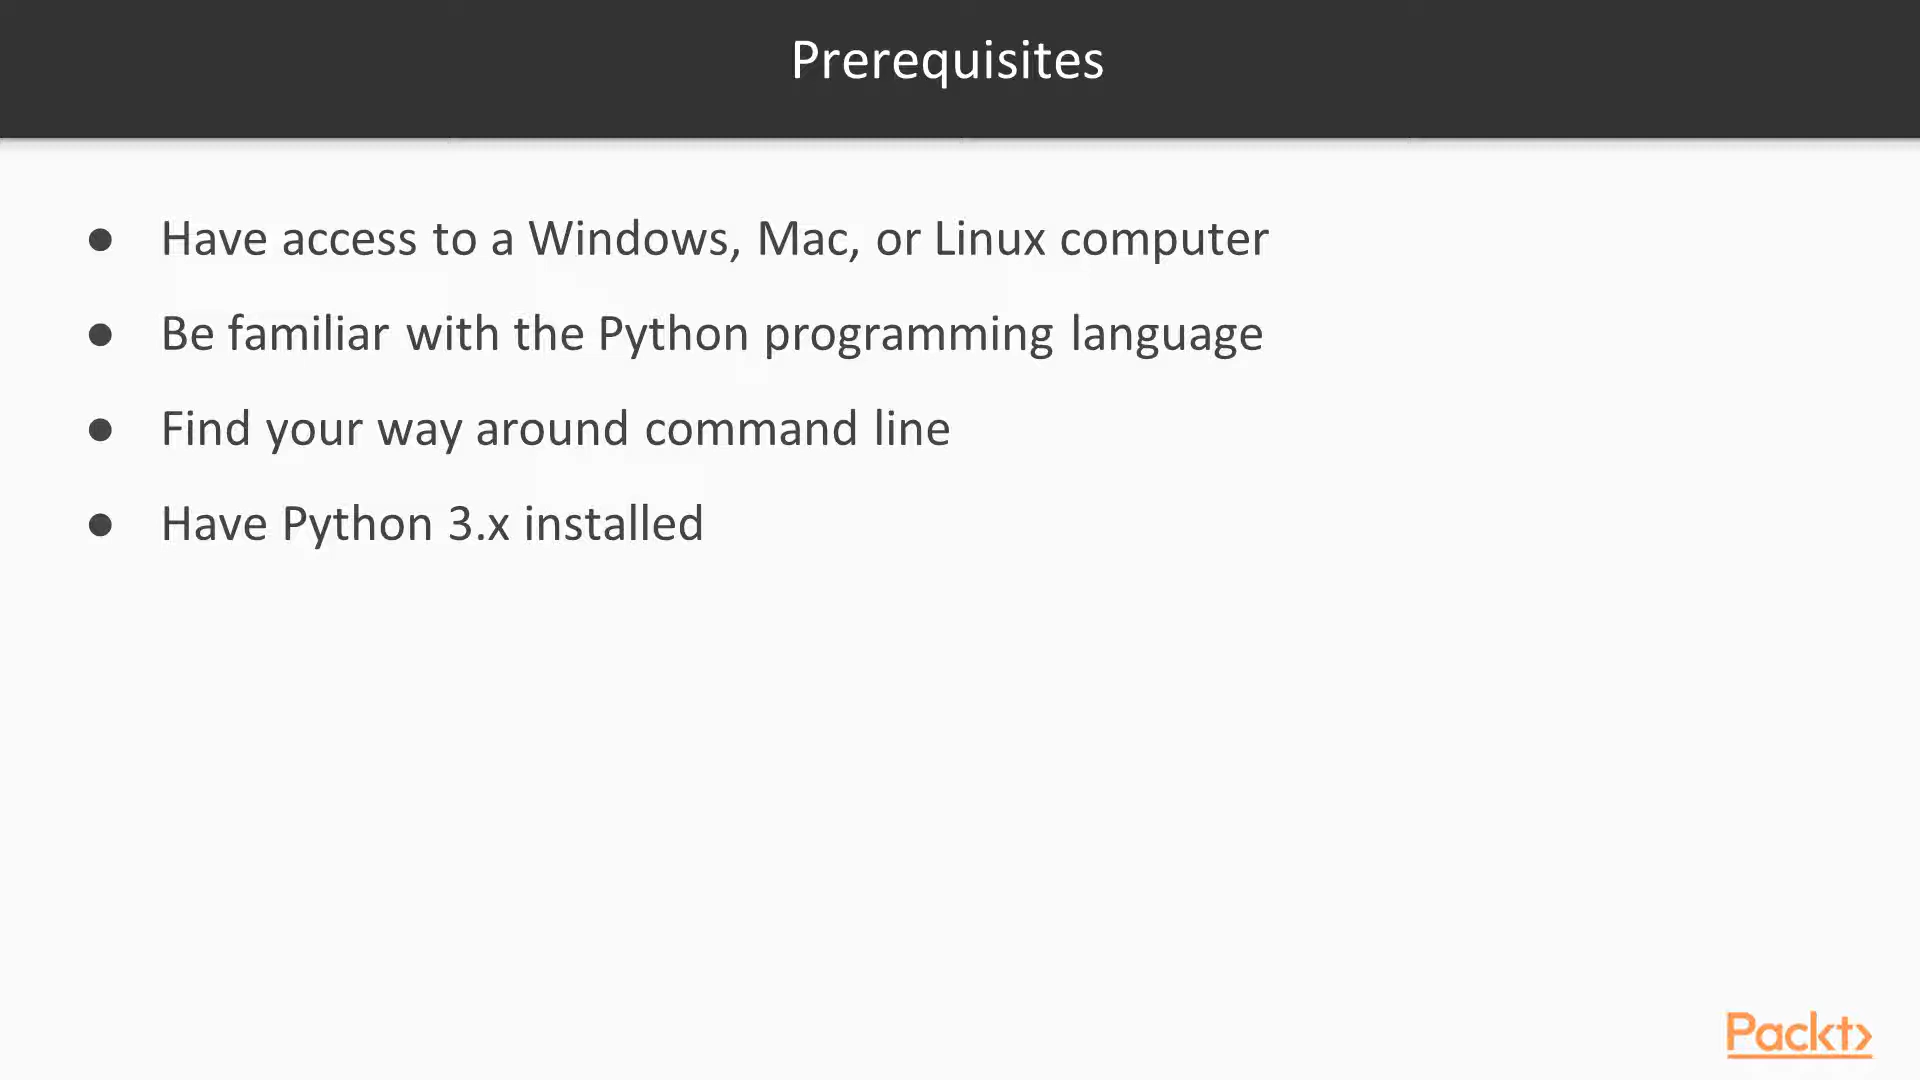 Prerequisites
● Have access to a Windows, Mac, or Linux computer
● Be familiar with the Python programming language
● Find your way around command line
● Have Python 3.x installed
Packt>